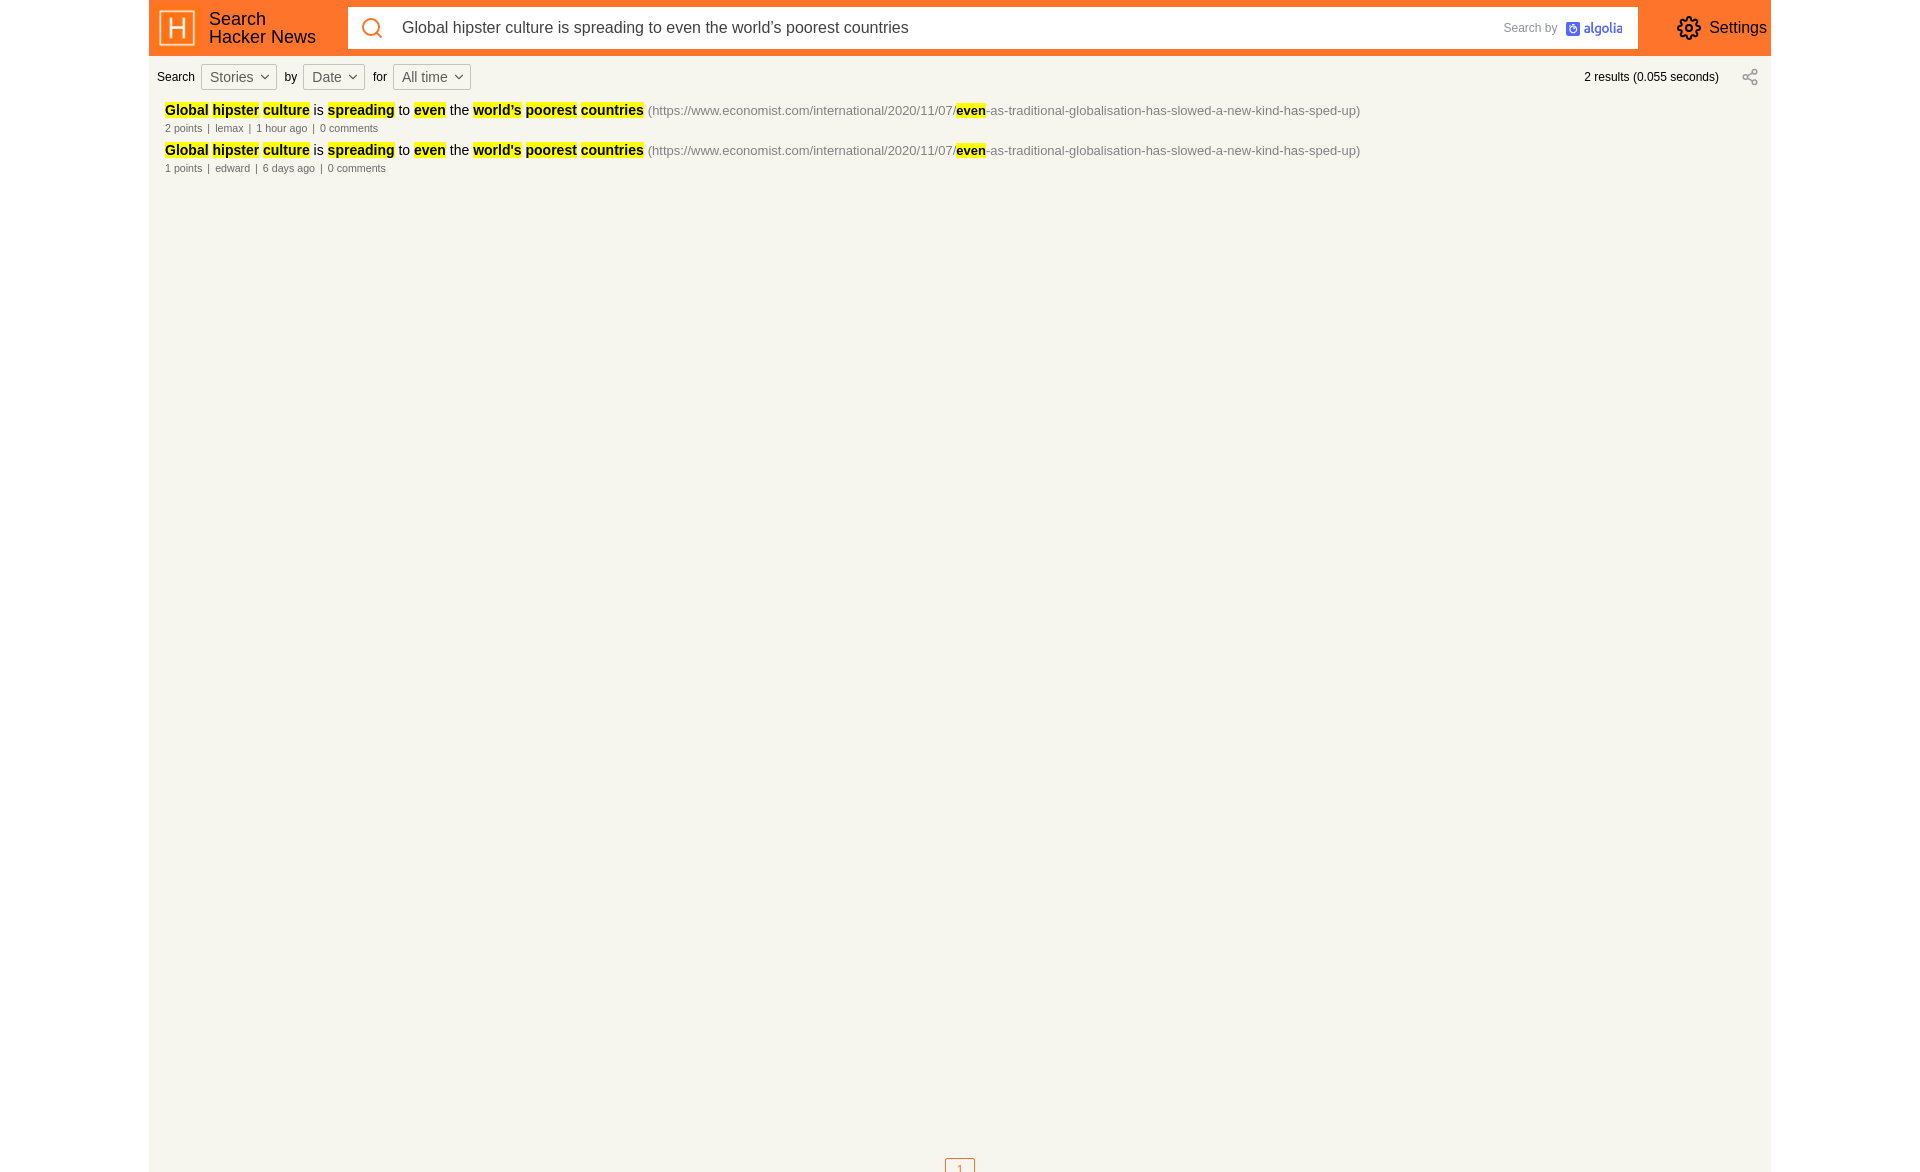 H
Search
Hacker News
Global hipster culture is spreading to even the world’s poorest countries
Search by algolia
Settings
Search Stories by Date for All time
2 results (0.055 seconds)
Global hipster culture is spreading to even the world’s poorest countries (https://www.economist.com/international/2020/11/07/even-as-traditional-globalisation-has-slowed-a-new-kind-has-sped-up)
2 points | lemax | 1 hour ago | 0 comments
Global hipster culture is spreading to even the world's poorest countries (https://www.economist.com/international/2020/11/07/even-as-traditional-globalisation-has-slowed-a-new-kind-has-sped-up)
1 points | edward | 6 days ago | 0 comments
1